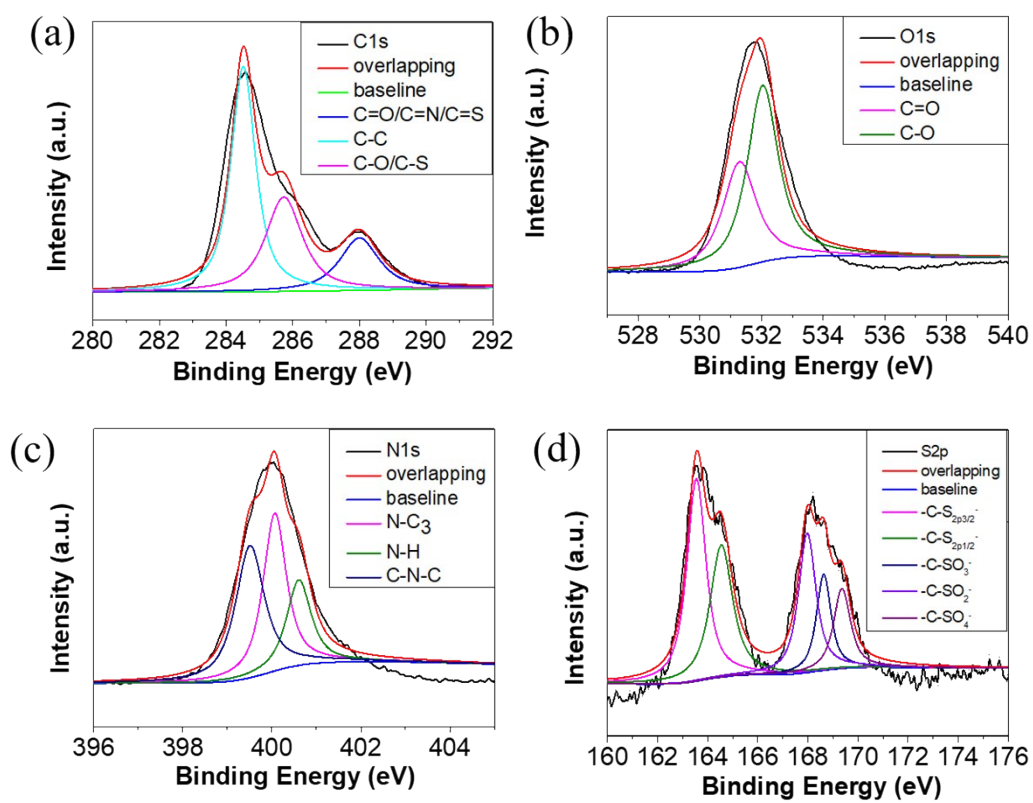 (a)
C1s
overlapping
baseline
C=O/C=N/C=S
C-C
C-O/C-S
Intensity (a.u.)
280 282 284 286 288 290 292
Binding Energy (eV)
(b)
O1s
overlapping
baseline
C=O
C-O
Intensity (a.u.)
528 530 532 534 536 538 540
Binding Energy (eV)
(c)
N1s
overlapping
baseline
N-C₃
N-H
C-N-C
Intensity (a.u.)
396 398 400 402 404
Binding Energy (eV)
(d)
S2p
overlapping
baseline
-C-S₂p₃/₂-
-C-S₂p₁/₂-
-C-SO₃-
-C-SO₂-
-C-SO₄-
Intensity (a.u.)
160 162 164 166 168 170 172 174 176
Binding Energy (eV)